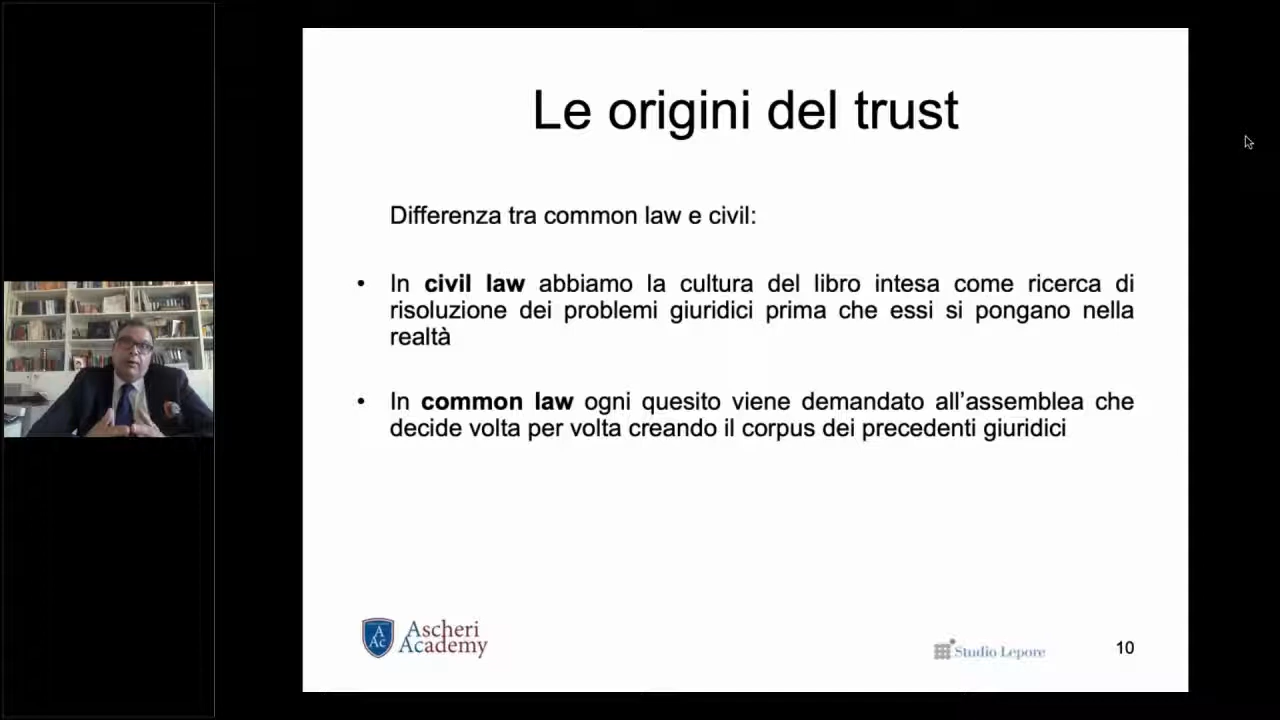 Le origini del trust
Differenza tra common law e civil:
• In civil law abbiamo la cultura del libro intesa come ricerca di
risoluzione dei problemi giuridici prima che essi si pongano nella
realtà
• In common law ogni quesito viene demandato all’assemblea che
decide volta per volta creando il corpus dei precedenti giuridici
A
Ac
Ascheri
Academy
Studio Lepore
10